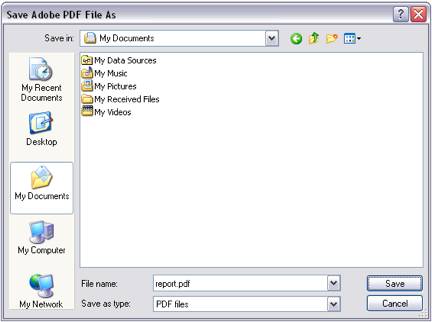 Save Adobe PDF File As
Save in: My Documents
My Recent
Documents
Desktop
My Documents
My Computer
My Network
My Data Sources
My Music
My Pictures
My Received Files
My Videos
File name: report.pdf Save
Save as type: PDF files Cancel